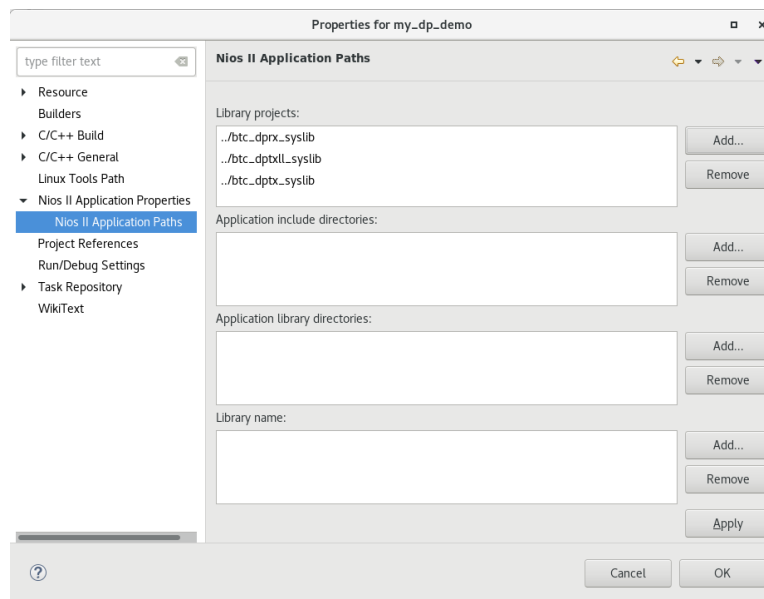 Properties for my_dp_demo
type filter text
Resource
Builders
C/C++ Build
C/C++ General
Linux Tools Path
Nios II Application Properties
Nios II Application Paths
Project References
Run/Debug Settings
Task Repository
WikiText
Nios II Application Paths
Library projects:
../btc_dprx_syslib
../btc_dptxll_syslib
../btc_dptx_syslib
Add...
Remove
Application include directories:
Add...
Remove
Application library directories:
Add...
Remove
Library name:
Add...
Remove
Apply
?
Cancel
OK